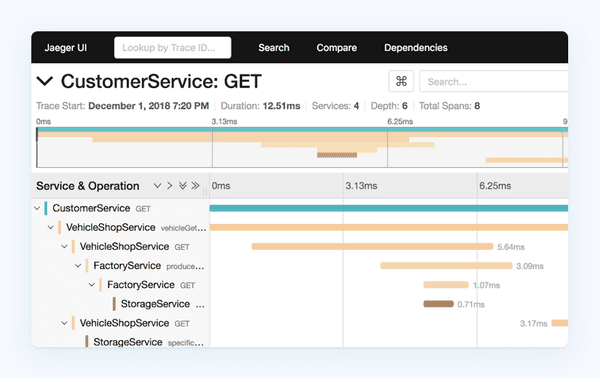 Jaeger UI Lookup by Trace ID... Search Compare Dependencies
CustomerService: GET ⌘ Search...
Trace Start: December 1, 2018 7:20 PM Duration: 12.51ms Services: 4 Depth: 6 Total Spans: 8
0ms 3.13ms 6.25ms 9
Service & Operation 0ms 3.13ms 6.25ms
CustomerService GET
VehicleShopService vehicleGet...
VehicleShopService GET 5.64ms
FactoryService produce... 3.09ms
FactoryService GET 1.07ms
StorageService ... 0.71ms
VehicleShopService GET 3.17ms
StorageService specific...